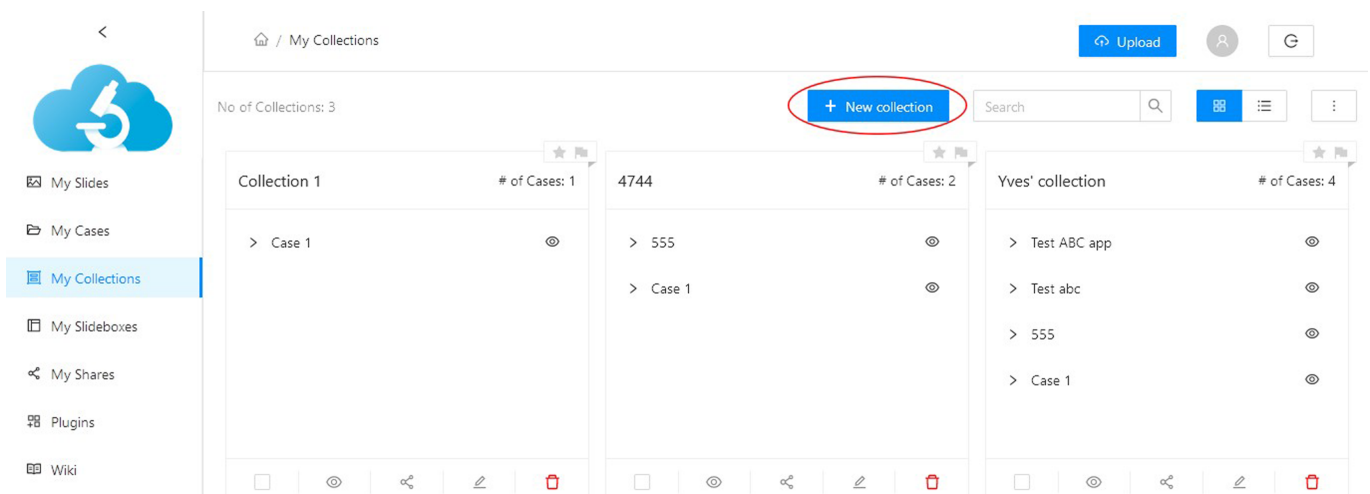 / My Collections
Upload
No of Collections: 3
+ New collection
Search
My Slides
My Cases
My Collections
My Slideboxes
My Shares
Plugins
Wiki
Collection 1 # of Cases: 1
> Case 1
4744 # of Cases: 2
> 555
> Case 1
Yves' collection # of Cases: 4
> Test ABC app
> Test abc
> 555
> Case 1